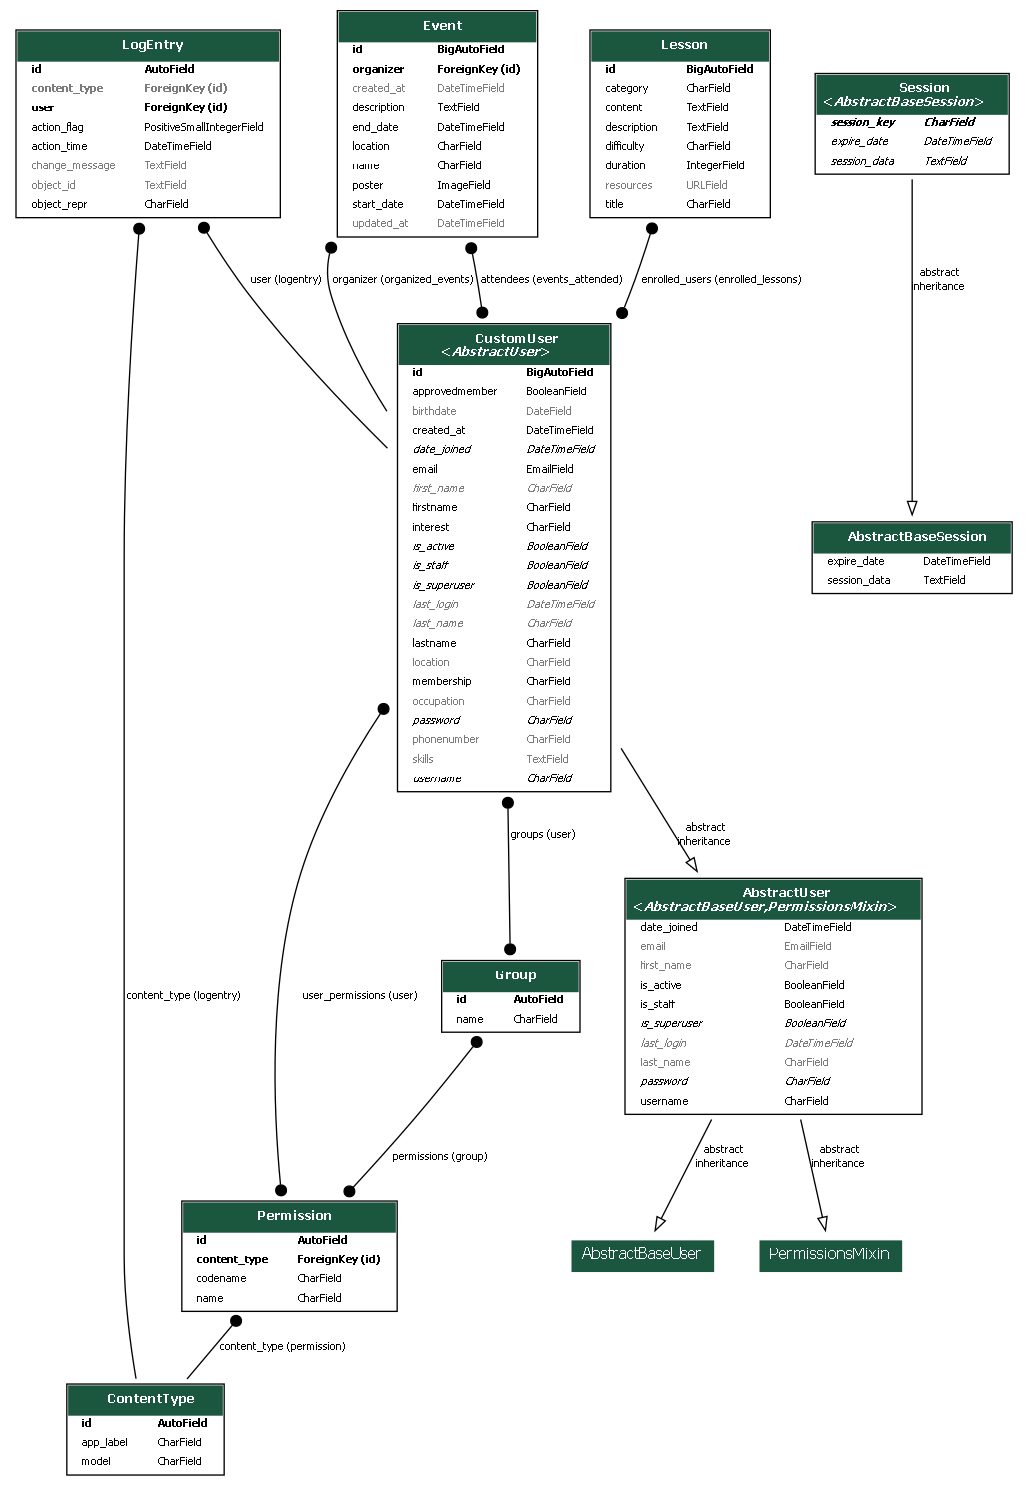 LogEntry
id AutoField
content_type ForeignKey (id)
user ForeignKey (id)
action_flag PositiveSmallIntegerField
action_time DateTimeField
change_message TextField
object_id TextField
object_repr CharField
Event
id BigAutoField
organizer ForeignKey (id)
created_at DateTimeField
description TextField
end_date DateTimeField
location CharField
name CharField
poster ImageField
start_date DateTimeField
updated_at DateTimeField
Lesson
id BigAutoField
category CharField
content TextField
description TextField
difficulty CharField
duration IntegerField
resources URLField
title CharField
Session
<AbstractBaseSession>
session_key CharField
expire_date DateTimeField
session_data TextField
user (logentry)
organizer (organized_events)
attendees (events_attended)
enrolled_users (enrolled_lessons)
abstract
inheritance
CustomUser
<AbstractUser>
id BigAutoField
approvedmember BooleanField
birthdate DateField
created_at DateTimeField
date_joined DateTimeField
email EmailField
first_name CharField
firstname CharField
interest CharField
is_active BooleanField
is_staff BooleanField
is_superuser BooleanField
last_login DateTimeField
last_name CharField
lastname CharField
location CharField
membership CharField
occupation CharField
password CharField
phonenumber CharField
skills TextField
username CharField
AbstractBaseSession
expire_date DateTimeField
session_data TextField
groups (user)
abstract
inheritance
AbstractUser
<AbstractBaseUser,PermissionsMixin>
date_joined DateTimeField
email EmailField
first_name CharField
is_active BooleanField
is_staff BooleanField
is_superuser BooleanField
last_login DateTimeField
last_name CharField
password CharField
username CharField
content_type (logentry)
user_permissions (user)
Group
id AutoField
name CharField
permissions (group)
abstract
inheritance
abstract
inheritance
Permission
id AutoField
content_type ForeignKey (id)
codename CharField
name CharField
AbstractBaseUser
PermissionsMixin
content_type (permission)
ContentType
id AutoField
app_label CharField
model CharField